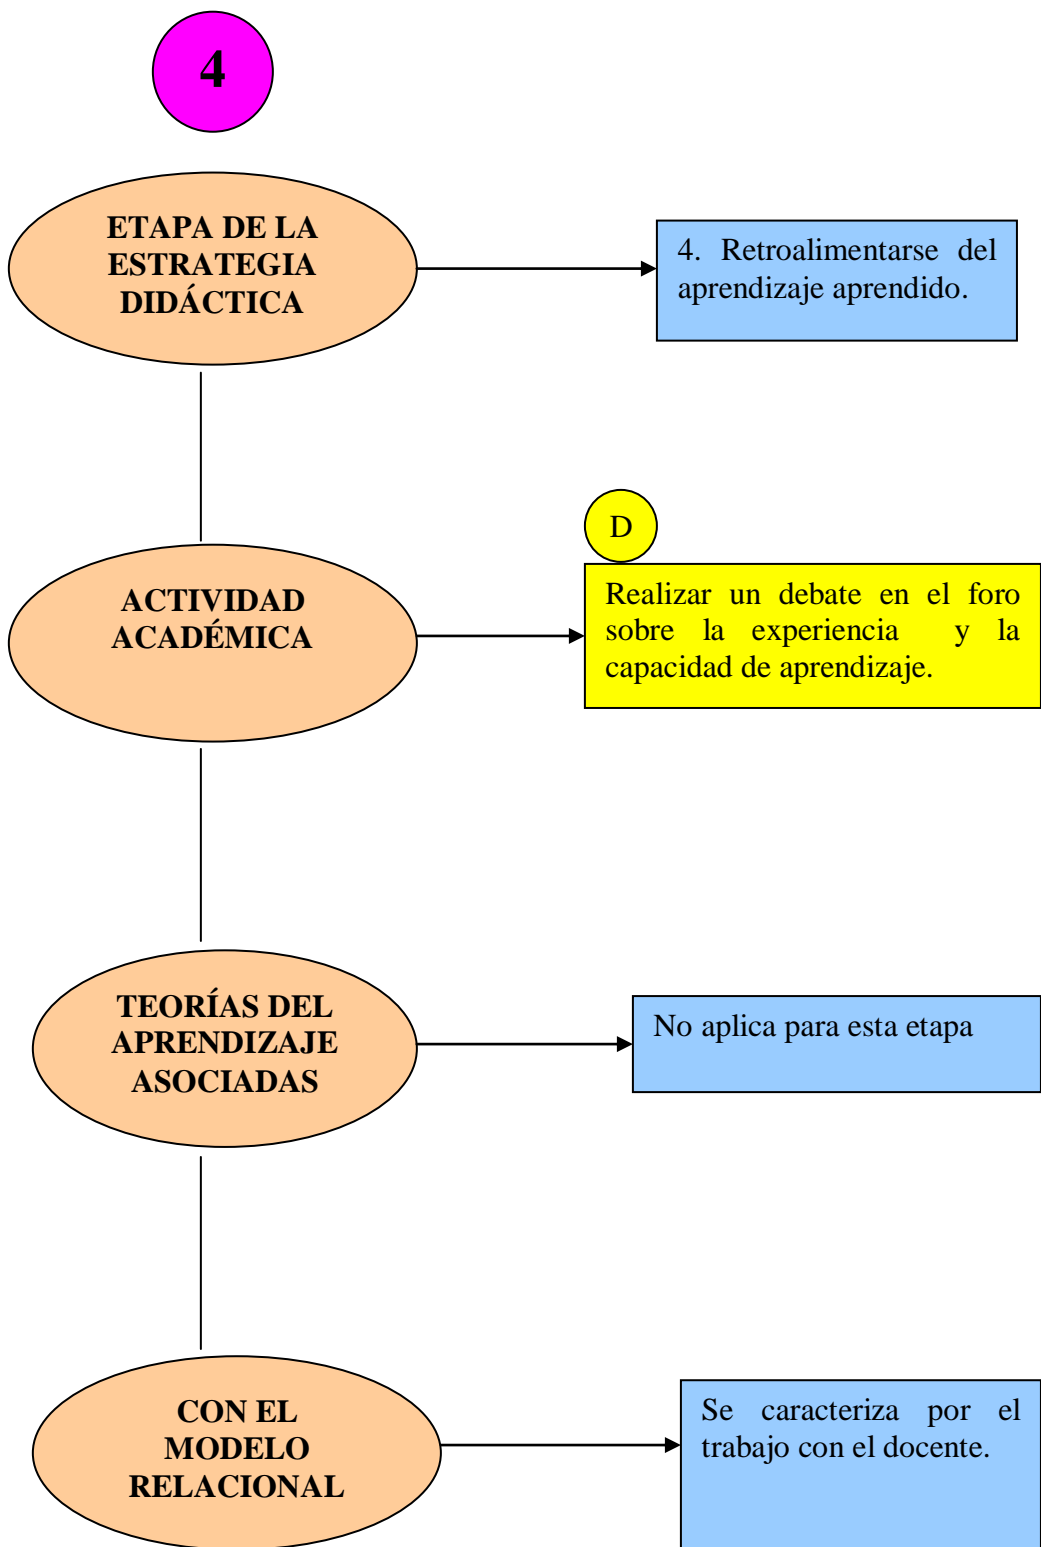 4
ETAPA DE LA
ESTRATEGIA
DIDÁCTICA
4. Retroalimentarse del
aprendizaje aprendido.
D
ACTIVIDAD
ACADÉMICA
Realizar un debate en el foro
sobre la experiencia y la
capacidad de aprendizaje.
TEORÍAS DEL
APRENDIZAJE
ASOCIADAS
No aplica para esta etapa
CON EL
MODELO
RELACIONAL
Se caracteriza por el
trabajo con el docente.